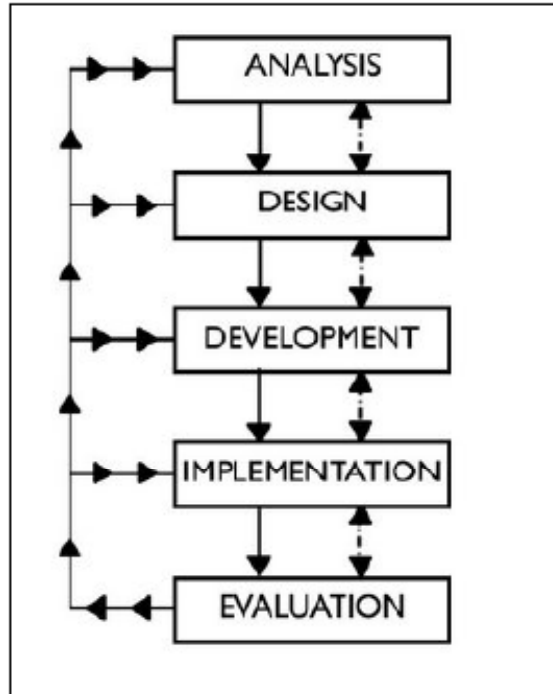 ANALYSIS
DESIGN
DEVELOPMENT
IMPLEMENTATION
EVALUATION